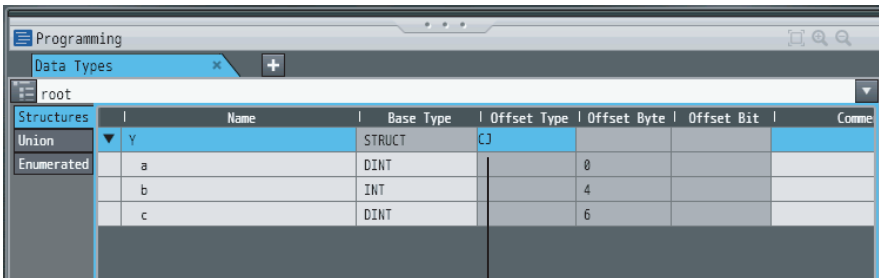 Programming
Data Types
root
Structures Name Base Type Offset Type Offset Byte Offset Bit Comme
Union Y STRUCT CJ
Enumerated a DINT 0
b INT 4
c DINT 6